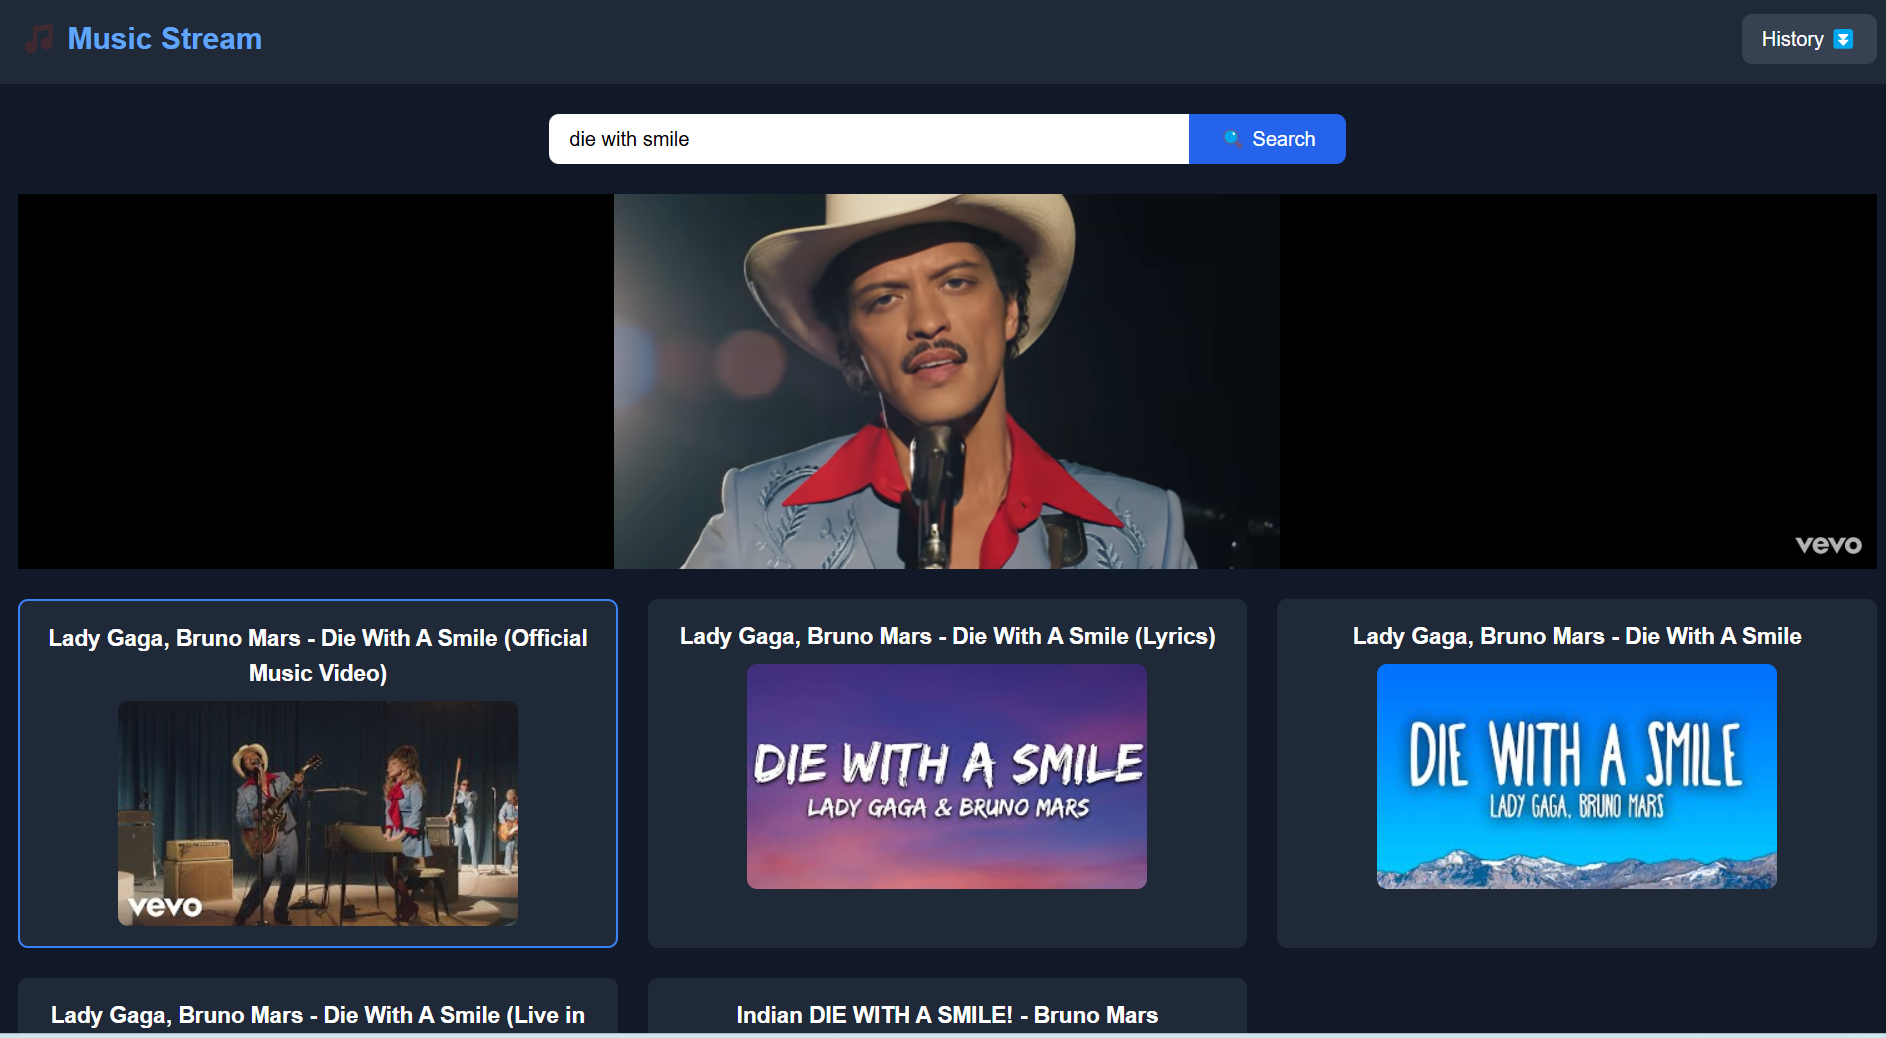 Music Stream
History
die with smile
Search
vevo
Lady Gaga, Bruno Mars - Die With A Smile (Official
Music Video)
vevo
Lady Gaga, Bruno Mars - Die With A Smile (Lyrics)
DIE WITH A SMILE
LADY GAGA & BRUNO MARS
Lady Gaga, Bruno Mars - Die With A Smile
DIE WITH A SMILE
LADY GAGA, BRUNO MARS
Lady Gaga, Bruno Mars - Die With A Smile (Live in
Indian DIE WITH A SMILE! - Bruno Mars